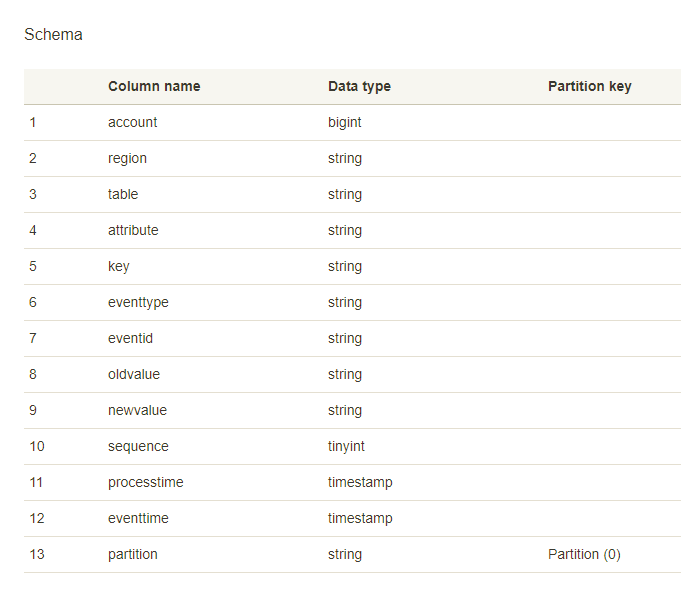 Schema
Column name Data type Partition key
1 account bigint
2 region string
3 table string
4 attribute string
5 key string
6 eventtype string
7 eventid string
8 oldvalue string
9 newvalue string
10 sequence tinyint
11 processtime timestamp
12 eventtime timestamp
13 partition string Partition (0)